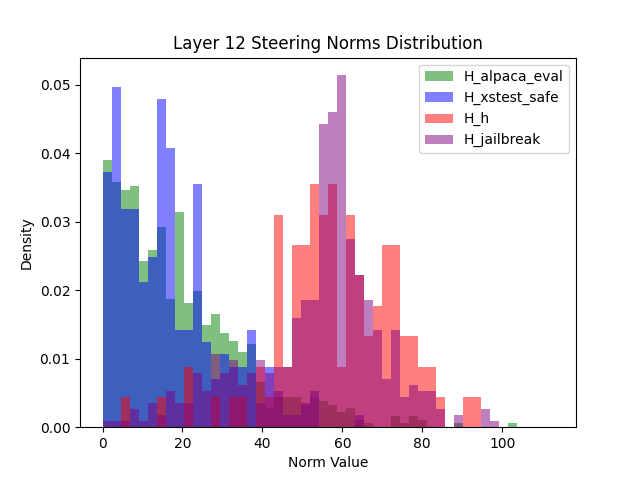 Layer 12 Steering Norms Distribution
H_alpaca_eval
H_xstest_safe
H_h
H_jailbreak
Density
0.05
0.04
0.03
0.02
0.01
0.00
0 20 40 60 80 100
Norm Value